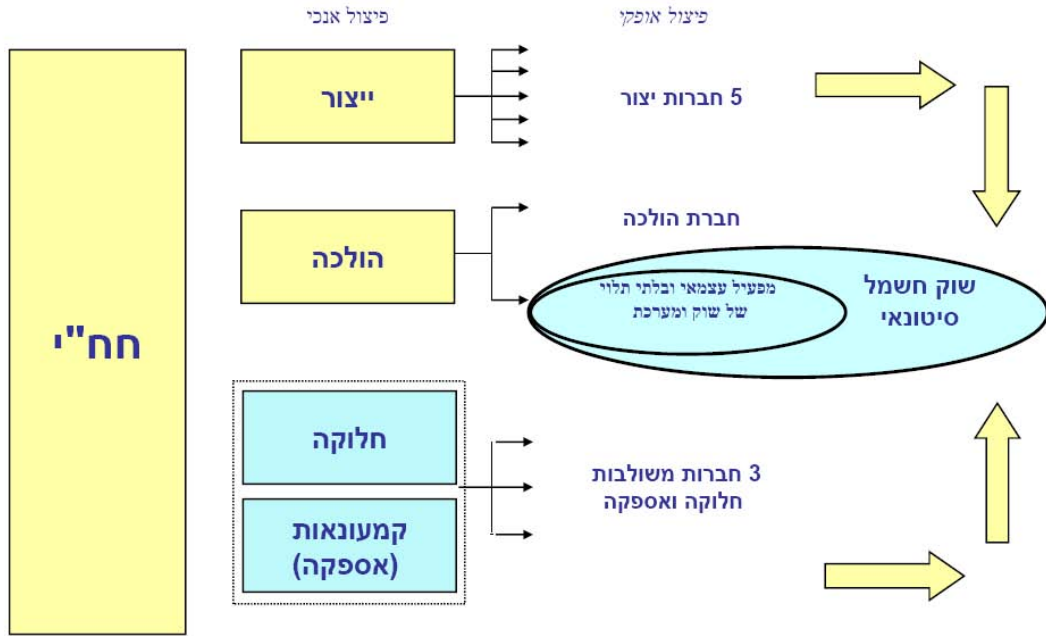 פיצול אנכי
פיצול אופקי
חח"י
ייצור
5 חברות יצור
הולכה
חברת הולכה
מפעיל עצמאי ובלתי תלוי
של שוק ומערכת
שוק חשמל
סיטונאי
חלוקה
קמעונאות
(אספקה)
3 חברות משולבות
חלוקה ואספקה